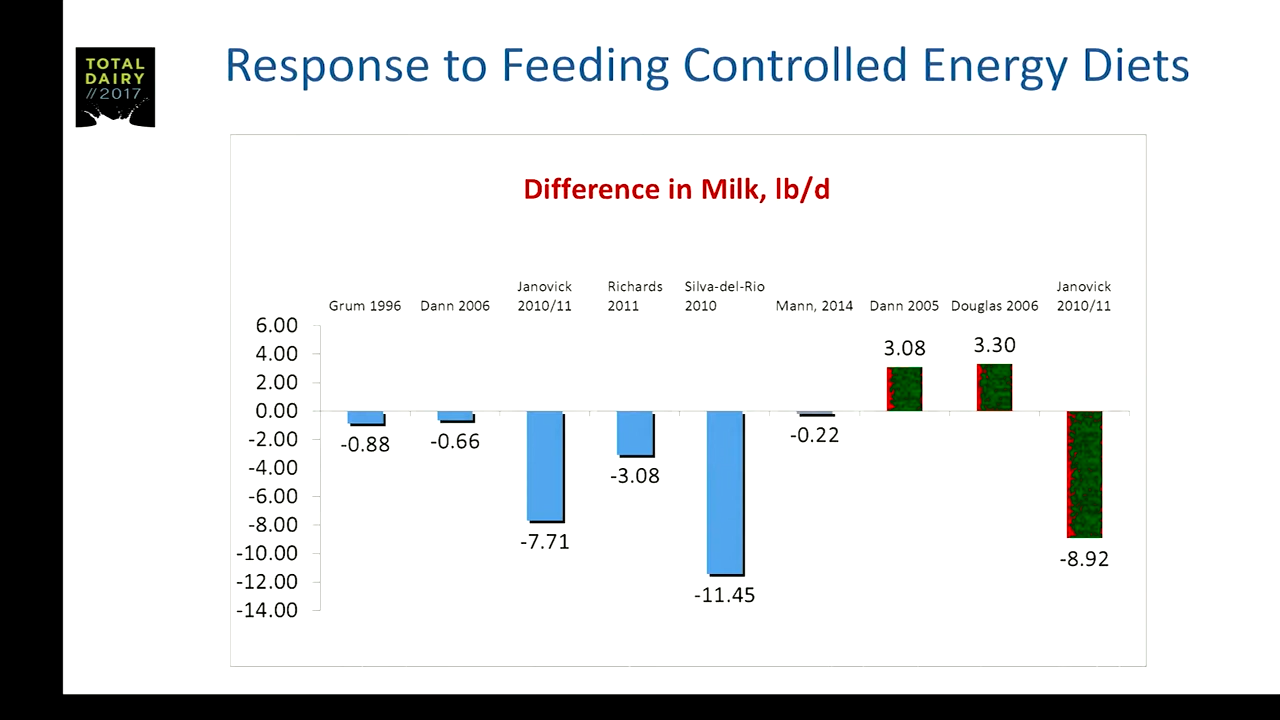 TOTAL
DAIRY
//2017
Response to Feeding Controlled Energy Diets
Difference in Milk, lb/d
Grum 1996
Dann 2006
Janovick
2010/11
Richards
2011
Silva-del-Rio
2010
Mann, 2014
Dann 2005
Douglas 2006
Janovick
2010/11
6.00
4.00
2.00
0.00
-2.00
-4.00
-6.00
-8.00
-10.00
-12.00
-14.00
-0.88
-0.66
-7.71
-3.08
-11.45
-0.22
3.08
3.30
-8.92